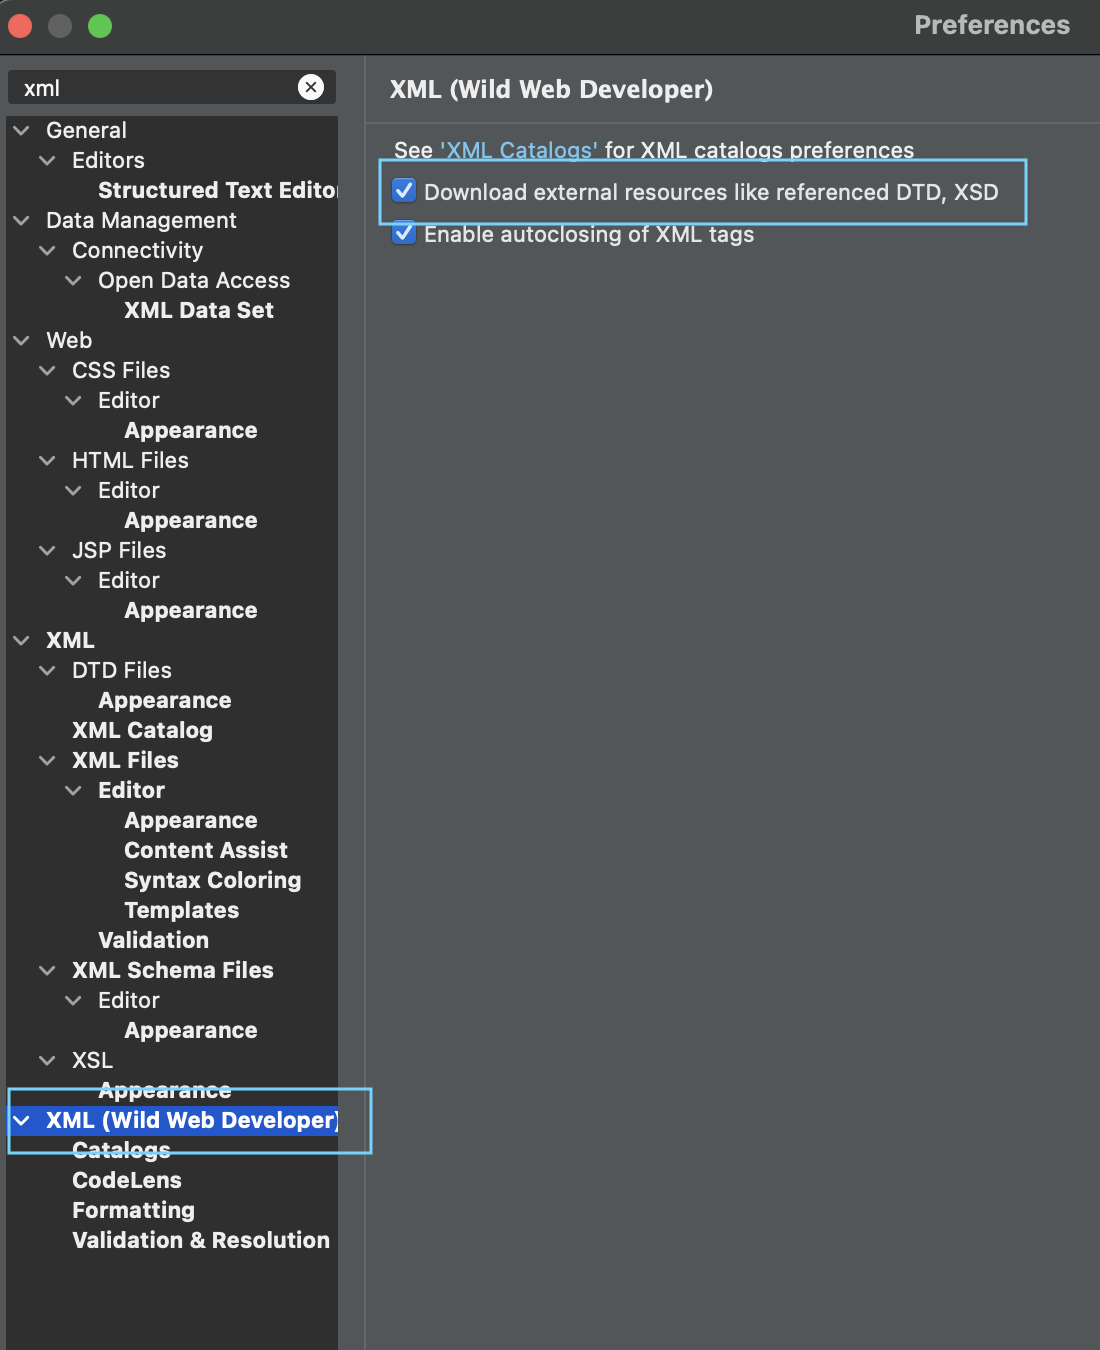 Preferences
xml
General
Editors
Structured Text Edito
Data Management
Connectivity
Open Data Access
XML Data Set
Web
CSS Files
Editor
Appearance
HTML Files
Editor
Appearance
JSP Files
Editor
Appearance
XML
DTD Files
Appearance
XML Catalog
XML Files
Editor
Appearance
Content Assist
Syntax Coloring
Templates
Validation
XML Schema Files
Editor
Appearance
XSL
Appearance
XML (Wild Web Developer)
Catalogs
CodeLens
Formatting
Validation & Resolution
XML (Wild Web Developer)
See 'XML Catalogs' for XML catalogs preferences
Download external resources like referenced DTD, XSD
Enable autoclosing of XML tags